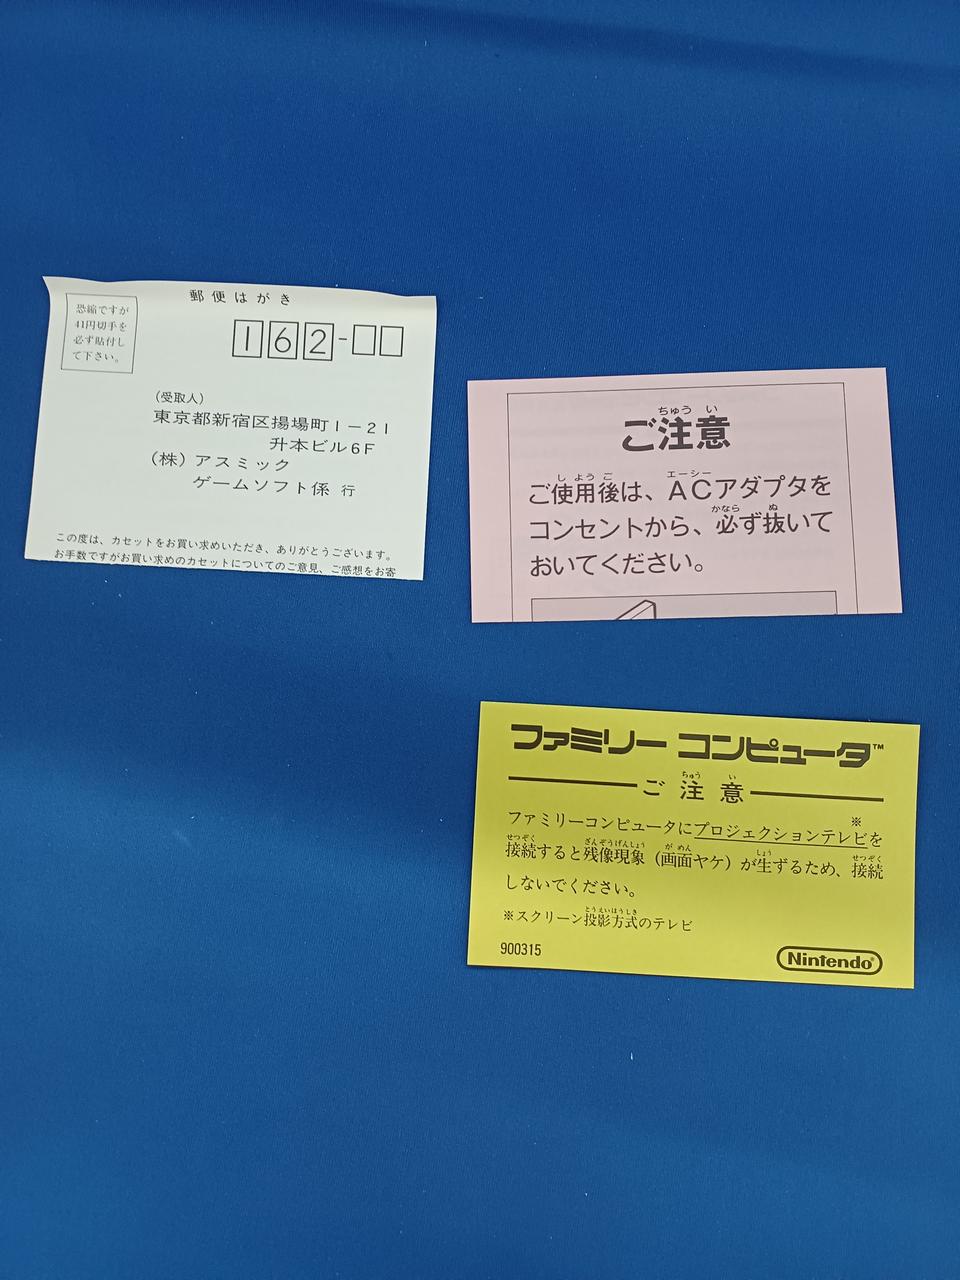 郵便はがき
恐縮ですが
41円切手を
必ず貼付し
て下さい。
162-
(受取人)
東京都新宿区揚場町1-21
升本ビル6F
(株)アスミック
ゲームソフト係 行
この度は、カセットをお買い求めいただき、ありがとうございます。
お手数ですがお買い求めのカセットについてのご意見、ご感想をお寄
ちゅう い
ご注意
し よう ご エーシー
ご使用後は、ACアダプタを
かなら ぬ
コンセントから、必ず抜いて
おいてください。
ファミリー コンピュータ™
ちゅう い
ご注意
※
ファミリーコンピュータにプロジェクションテレビを
せつぞく ざんぞうげんしょう が めん しょう せつぞく
接続すると残像現象(画面ヤケ)が生ずるため、接続
しないでください。
とうえいほうしき
※スクリーン投影方式のテレビ
900315
Nintendo®